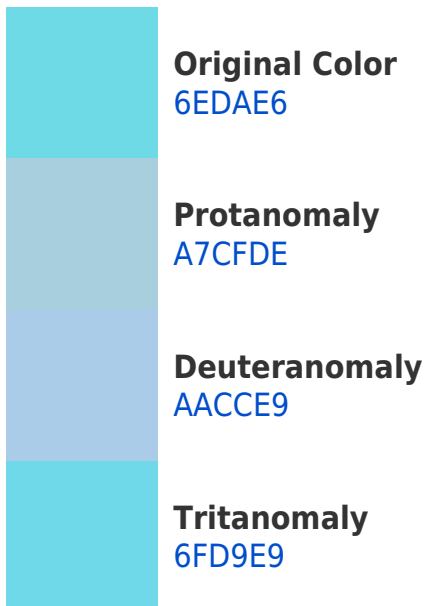 Original Color
6EDAE6
Protanomaly
A7CFDE
Deuteranomaly
AACCE9
Tritanomaly
6FD9E9